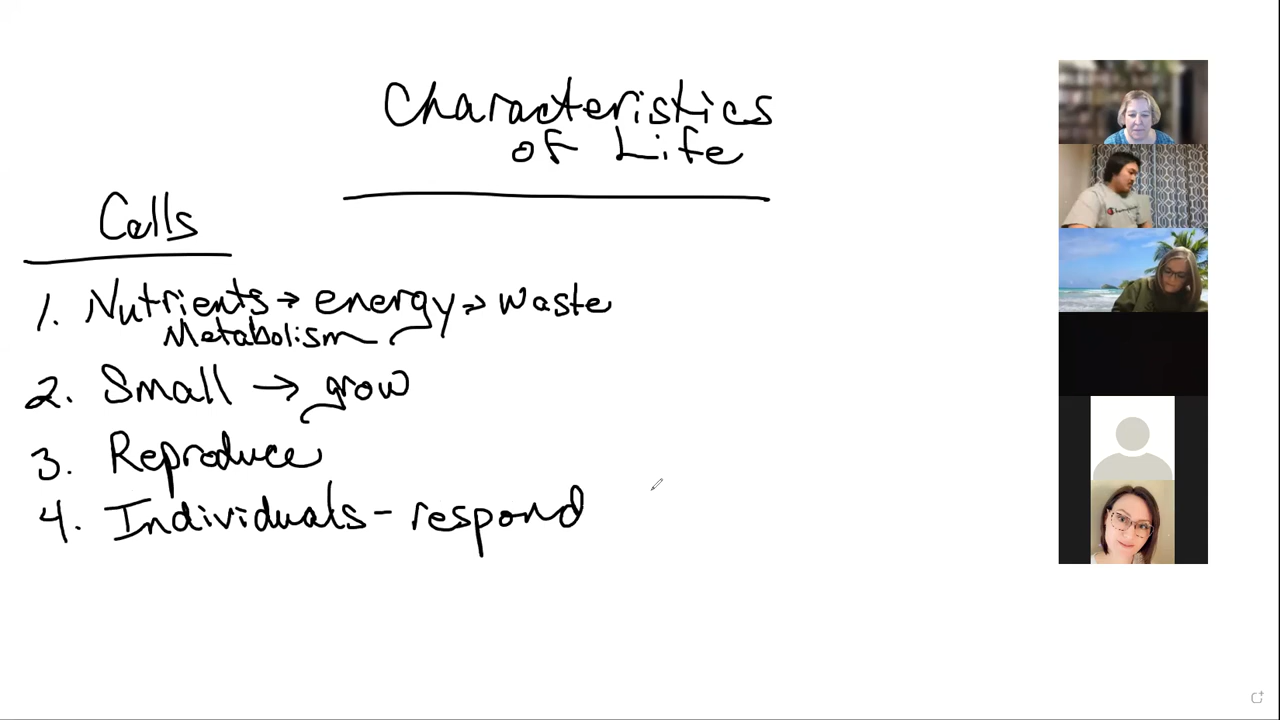 Characteristics
of Life
Cells
1. Nutrients → energy → waste
Metabolism
2. Small → grow
3. Reproduce
4. Individuals - respond